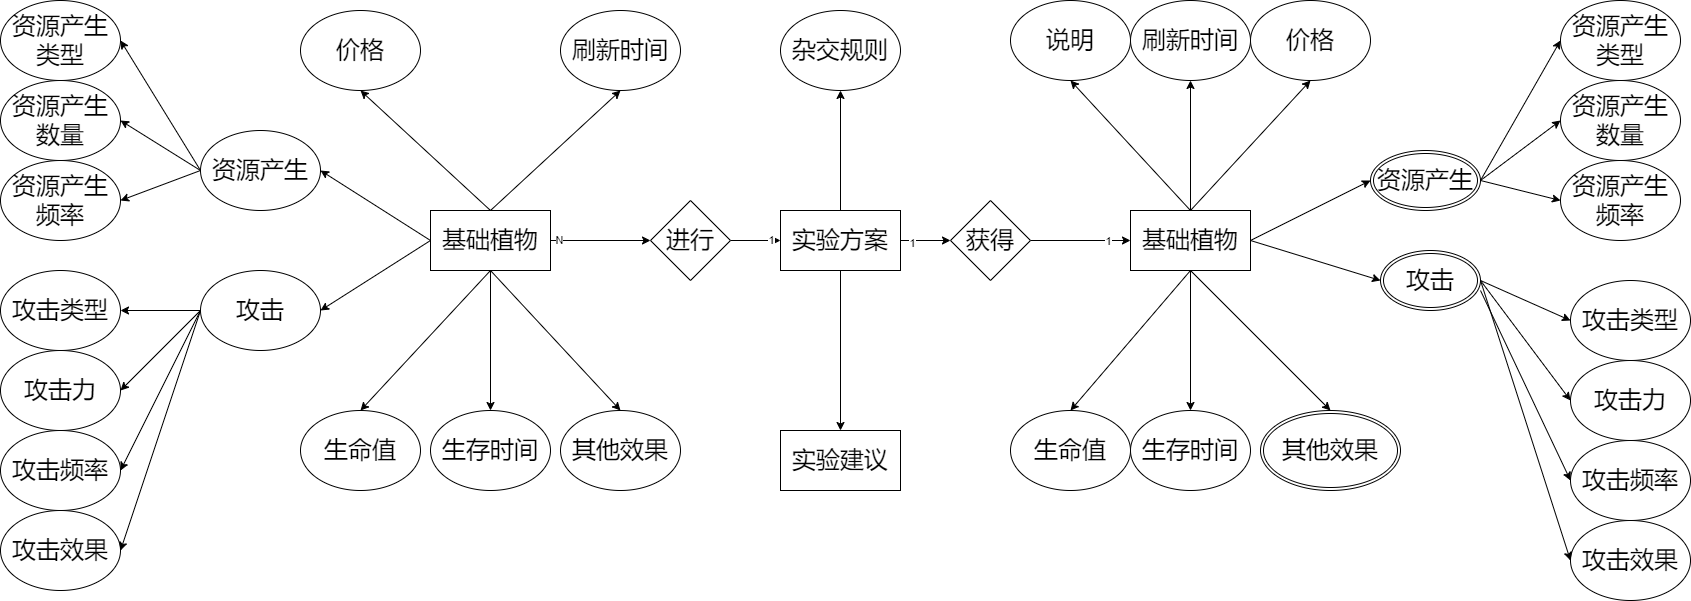 资源产生
类型
资源产生
数量
资源产生
频率
资源产生
价格
刷新时间
杂交规则
说明
刷新时间
价格
资源产生
类型
资源产生
数量
资源产生
频率
资源产生
基础植物
N
进行
1
实验方案
1
获得
1
基础植物
攻击
攻击类型
攻击力
攻击频率
攻击效果
生命值
生存时间
其他效果
实验建议
生命值
生存时间
其他效果
攻击
攻击类型
攻击力
攻击频率
攻击效果